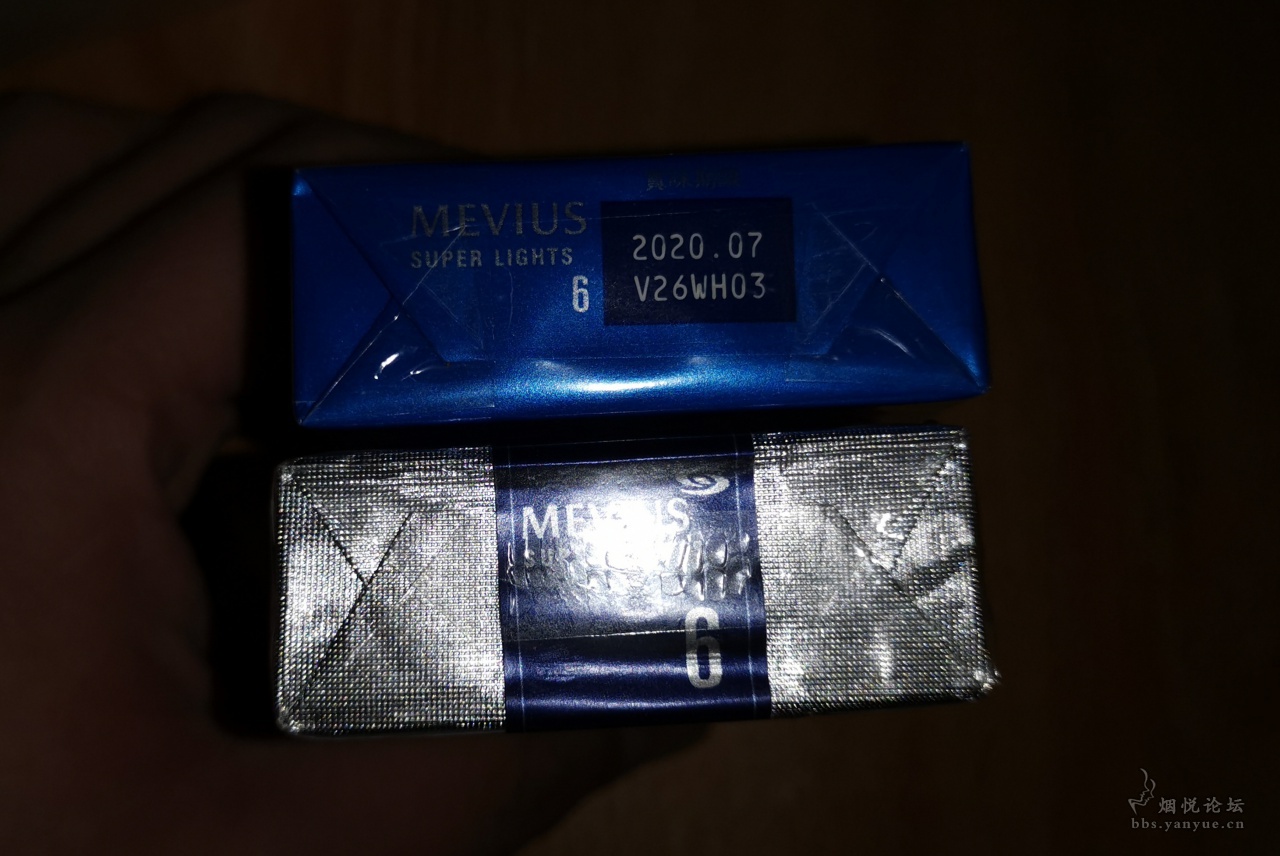 MEVIUS
SUPER LIGHTS
6
2020.07
V26WH03
MEVIUS
6
烟悦论坛
bbs.yanyue.cn